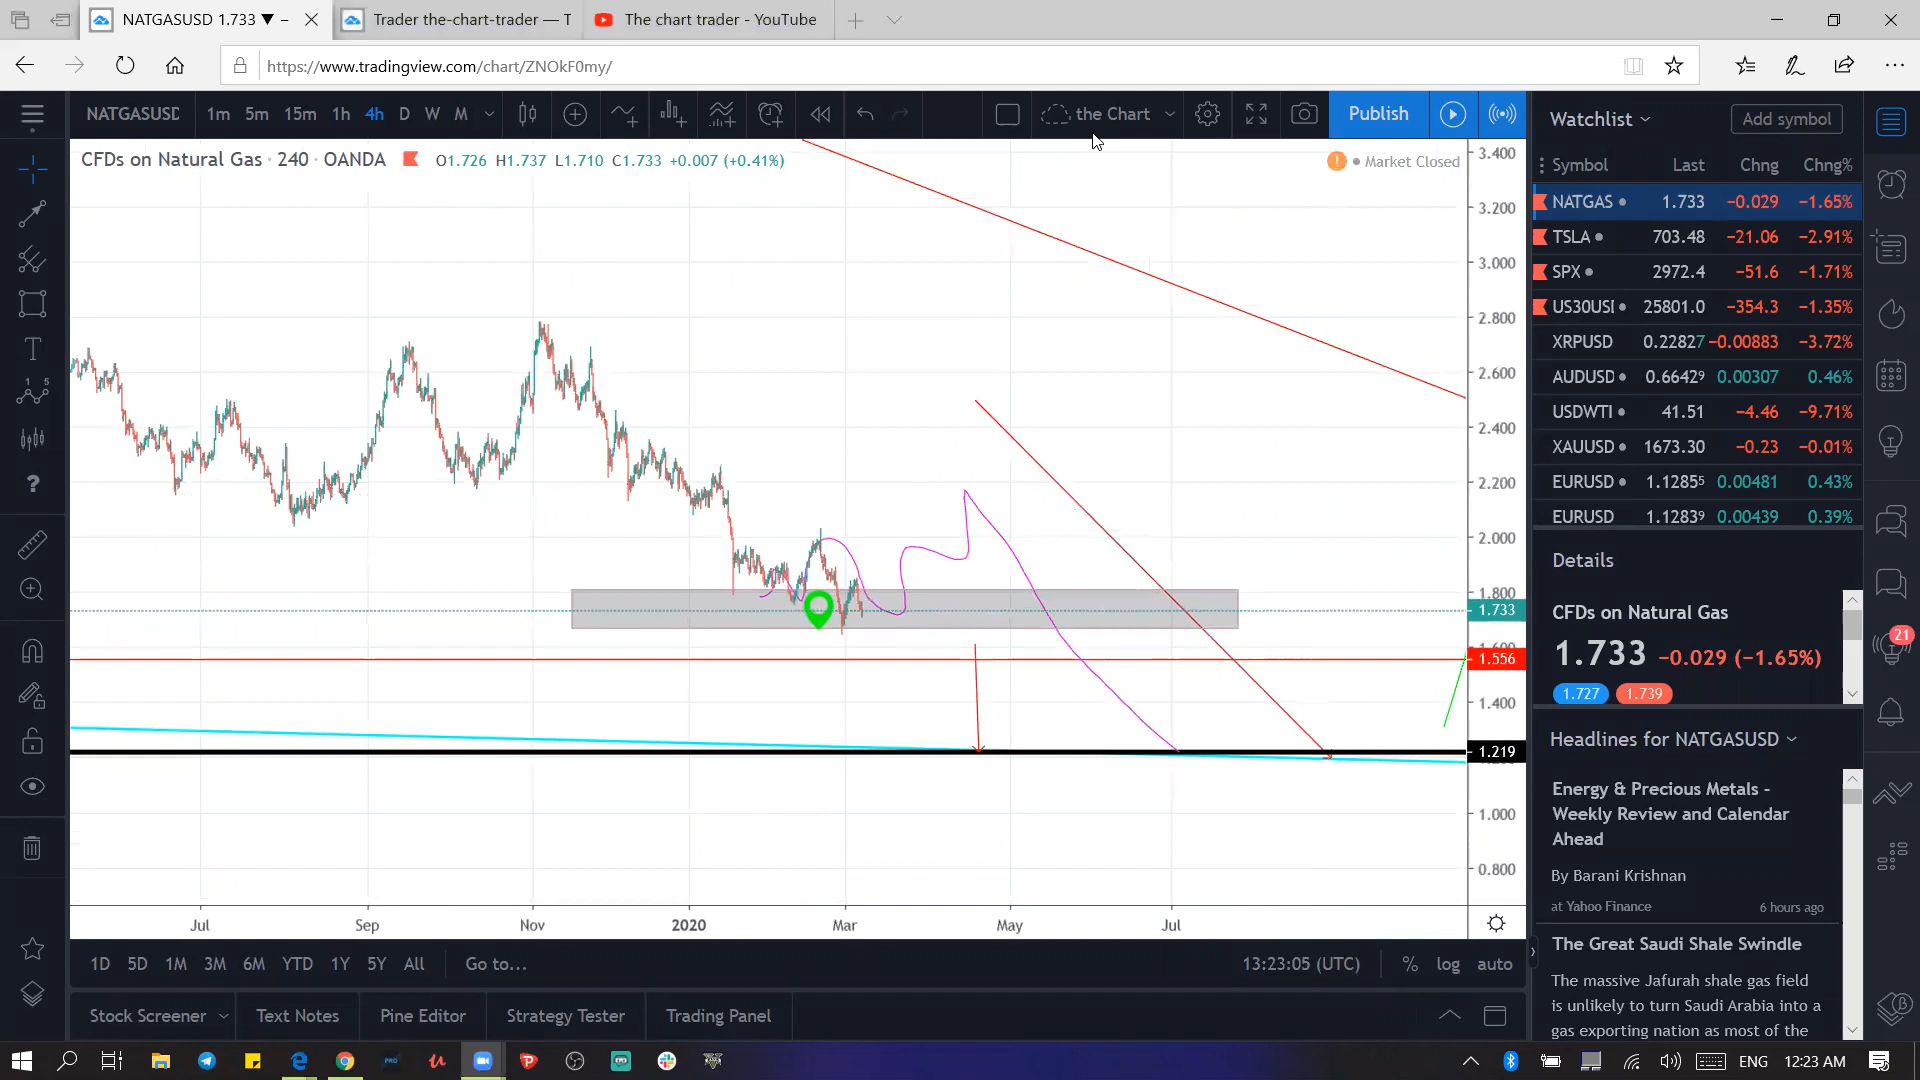 NATGASUSD 1.733 ▼ –
Trader the-chart-trader — T
The chart trader - YouTube
https://www.tradingview.com/chart/ZNOkF0my/
NATGASUSD
1m 5m 15m 1h 4h D W M
the Chart
Publish
CFDs on Natural Gas · 240 · OANDA
O1.726 H1.737 L1.710 C1.733 +0.007 (+0.41%)
Market Closed
3.400
3.200
3.000
2.800
2.600
2.400
2.200
2.000
1.800
1.733
1.556
1.400
1.219
1.000
0.800
Jul Sep Nov 2020 Mar May Jul
1D 5D 1M 3M 6M YTD 1Y 5Y All Go to...
13:23:05 (UTC) % log auto
Stock Screener Text Notes Pine Editor Strategy Tester Trading Panel
Watchlist Add symbol
Symbol Last Chng Chng%
NATGAS 1.733 −0.029 −1.65%
TSLA 703.48 −21.06 −2.91%
SPX 2972.4 −51.6 −1.71%
US30USI 25801.0 −354.3 −1.35%
XRPUSD 0.22827 −0.00883 −3.72%
AUDUSD 0.66429 0.00307 0.46%
USDWTI 41.51 −4.46 −9.71%
XAUUSD 1673.30 −0.23 −0.01%
EURUSD 1.12855 0.00481 0.43%
EURUSD 1.12839 0.00439 0.39%
Details
CFDs on Natural Gas
1.733 −0.029 (−1.65%)
1.727 1.739
Headlines for NATGASUSD
Energy & Precious Metals -
Weekly Review and Calendar
Ahead
By Barani Krishnan
at Yahoo Finance 6 hours ago
The Great Saudi Shale Swindle
The massive Jafurah shale gas field
is unlikely to turn Saudi Arabia into a
gas exporting nation as most of the
21
ENG 12:23 AM